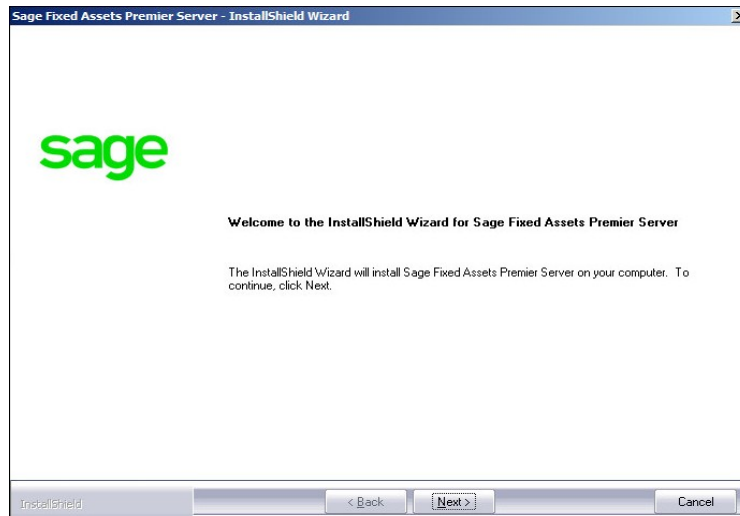 Sage Fixed Assets Premier Server - InstallShield Wizard
sage
Welcome to the InstallShield Wizard for Sage Fixed Assets Premier Server
The InstallShield Wizard will install Sage Fixed Assets Premier Server on your computer. To
continue, click Next.
InstallShield
< Back
Next >
Cancel